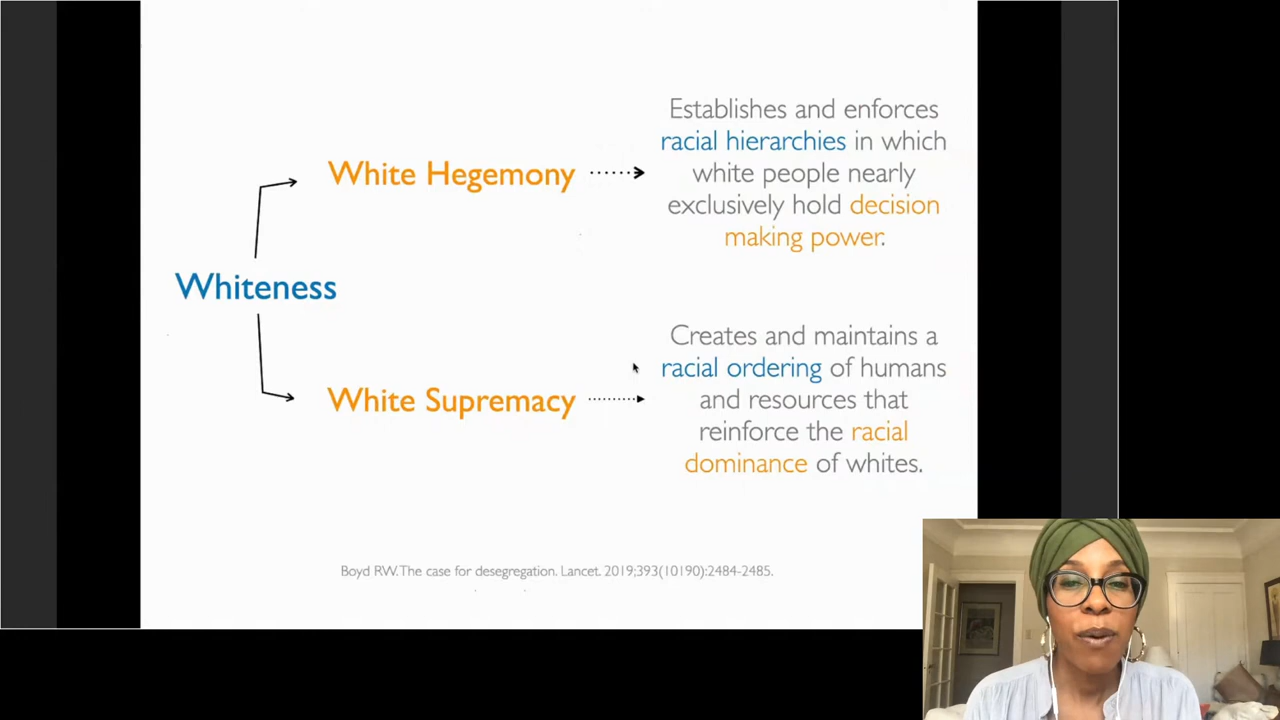 Establishes and enforces
racial hierarchies in which
White Hegemony
white people nearly
exclusively hold decision
making power.
Whiteness
Creates and maintains a
racial ordering of humans
White Supremacy
and resources that
reinforce the racial
dominance of whites.
Boyd RW. The case for desegregation. Lancet. 2019;393(10190):2484-2485.